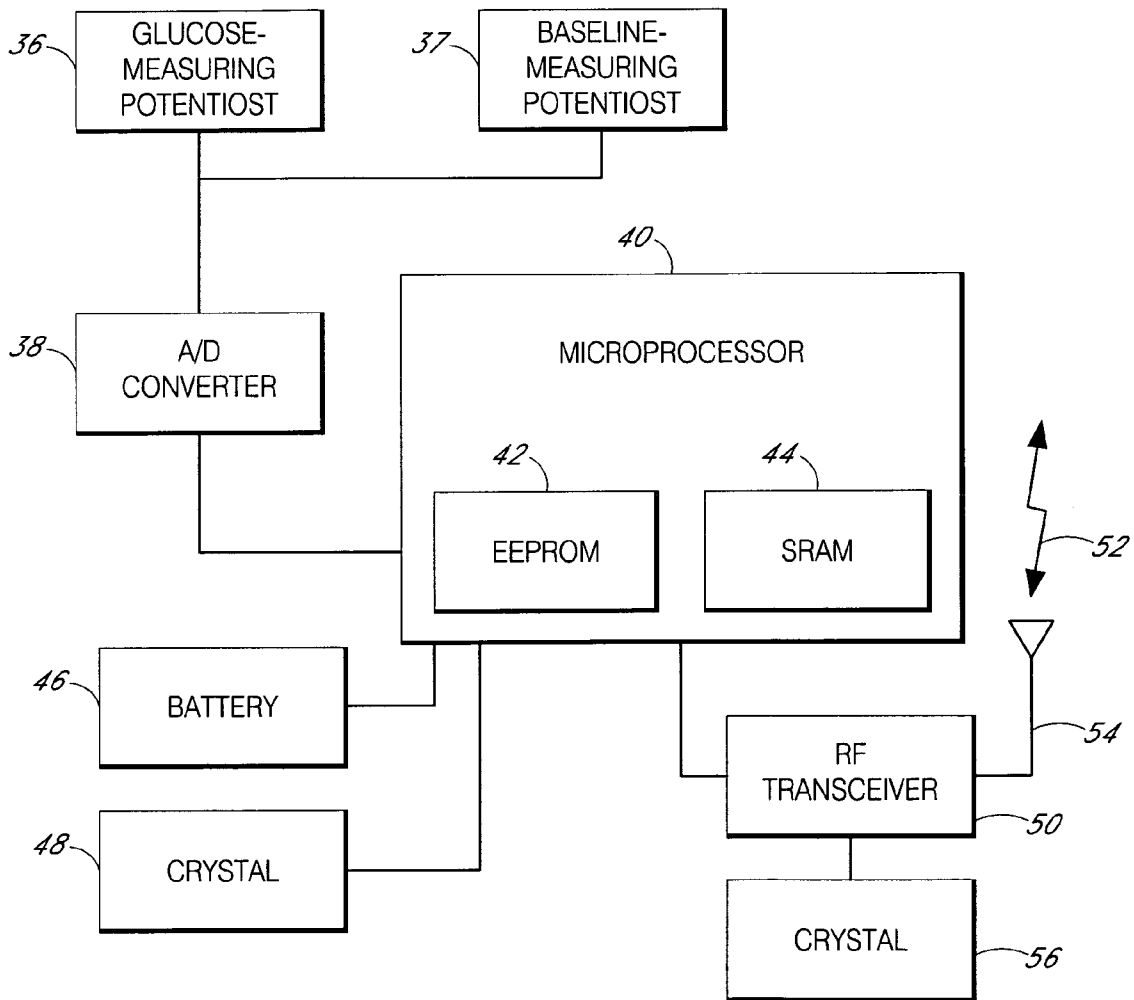 36
GLUCOSE-
MEASURING
POTENTIOST
37
BASELINE-
MEASURING
POTENTIOST
40
38
A/D
CONVERTER
MICROPROCESSOR
42
EEPROM
44
SRAM
52
46
BATTERY
54
RF
TRANSCEIVER
50
48
CRYSTAL
CRYSTAL
56